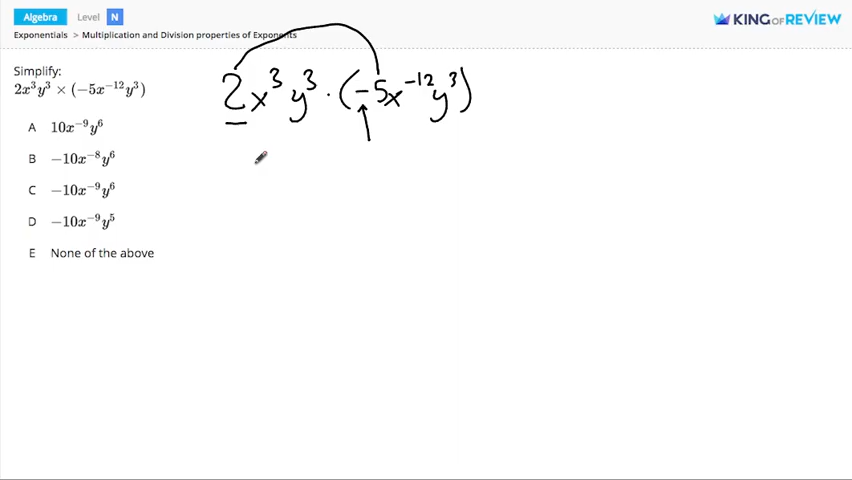 Algebra Level N
KING OF REVIEW
Exponentials > Multiplication and Division properties of Exponents
Simplify:
2x³y³ × (−5x⁻¹²y³)
2x³y³ · (−5x⁻¹²y³)
A 10x⁻⁹y⁶
B −10x⁻⁸y⁶
C −10x⁻⁹y⁶
D −10x⁻⁹y⁵
E None of the above